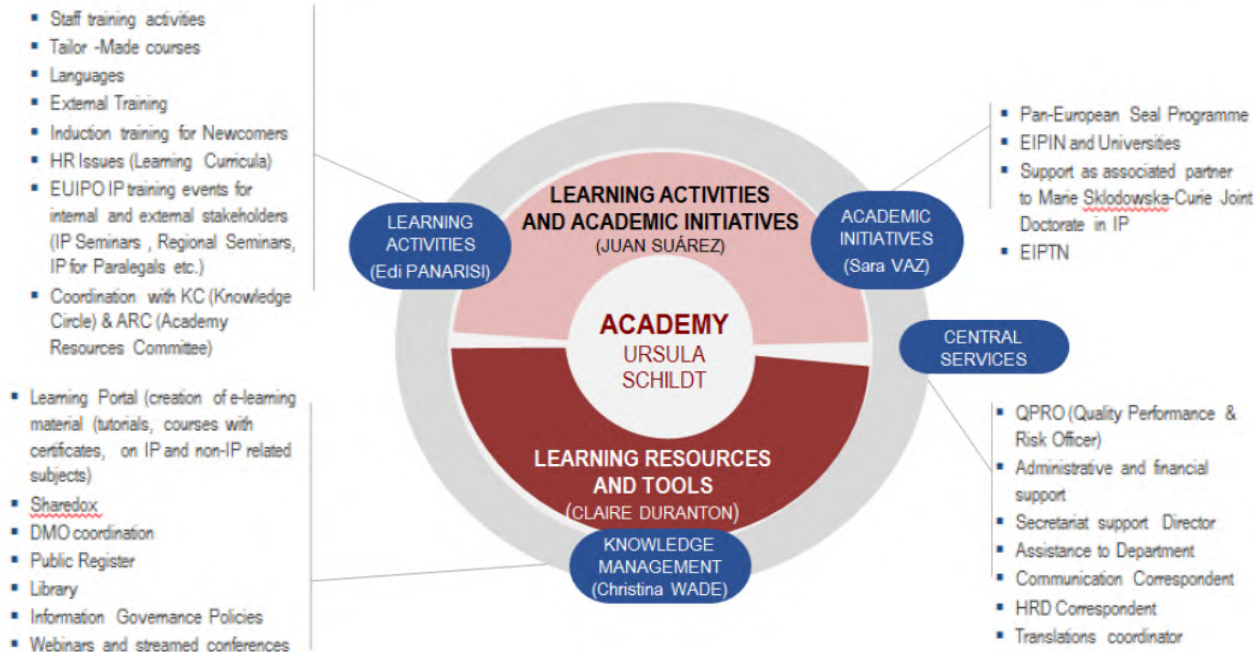 Staff training activities
Tailor -Made courses
Languages
External Training
Induction training for Newcomers
HR Issues (Learning Curricula)
EUIPO IP training events for
internal and external stakeholders
(IP Seminars , Regional Seminars,
IP for Paralegals etc.)
Coordination with KC (Knowledge
Circle) & ARC (Academy
Resources Committee)
Learning Portal (creation of e-learning
material (tutorials, courses with
certificates, on IP and non-IP related
subjects)
Sharedox
DMO coordination
Public Register
Library
Information Governance Policies
Webinars and streamed conferences
LEARNING
ACTIVITIES
(Edi PANARISI)
LEARNING ACTIVITIES
AND ACADEMIC INITIATIVES
(JUAN SUÁREZ)
ACADEMY
URSULA
SCHILDT
LEARNING RESOURCES
AND TOOLS
(CLAIRE DURANTON)
KNOWLEDGE
MANAGEMENT
(Christina WADE)
ACADEMIC
INITIATIVES
(Sara VAZ)
CENTRAL
SERVICES
Pan-European Seal Programme
EIPIN and Universities
Support as associated partner
to Marie Sklodowska-Curie Joint
Doctorate in IP
EIPTN
QPRO (Quality Performance &
Risk Officer)
Administrative and financial
support
Secretariat support Director
Assistance to Department
Communication Correspondent
HRD Correspondent
Translations coordinator